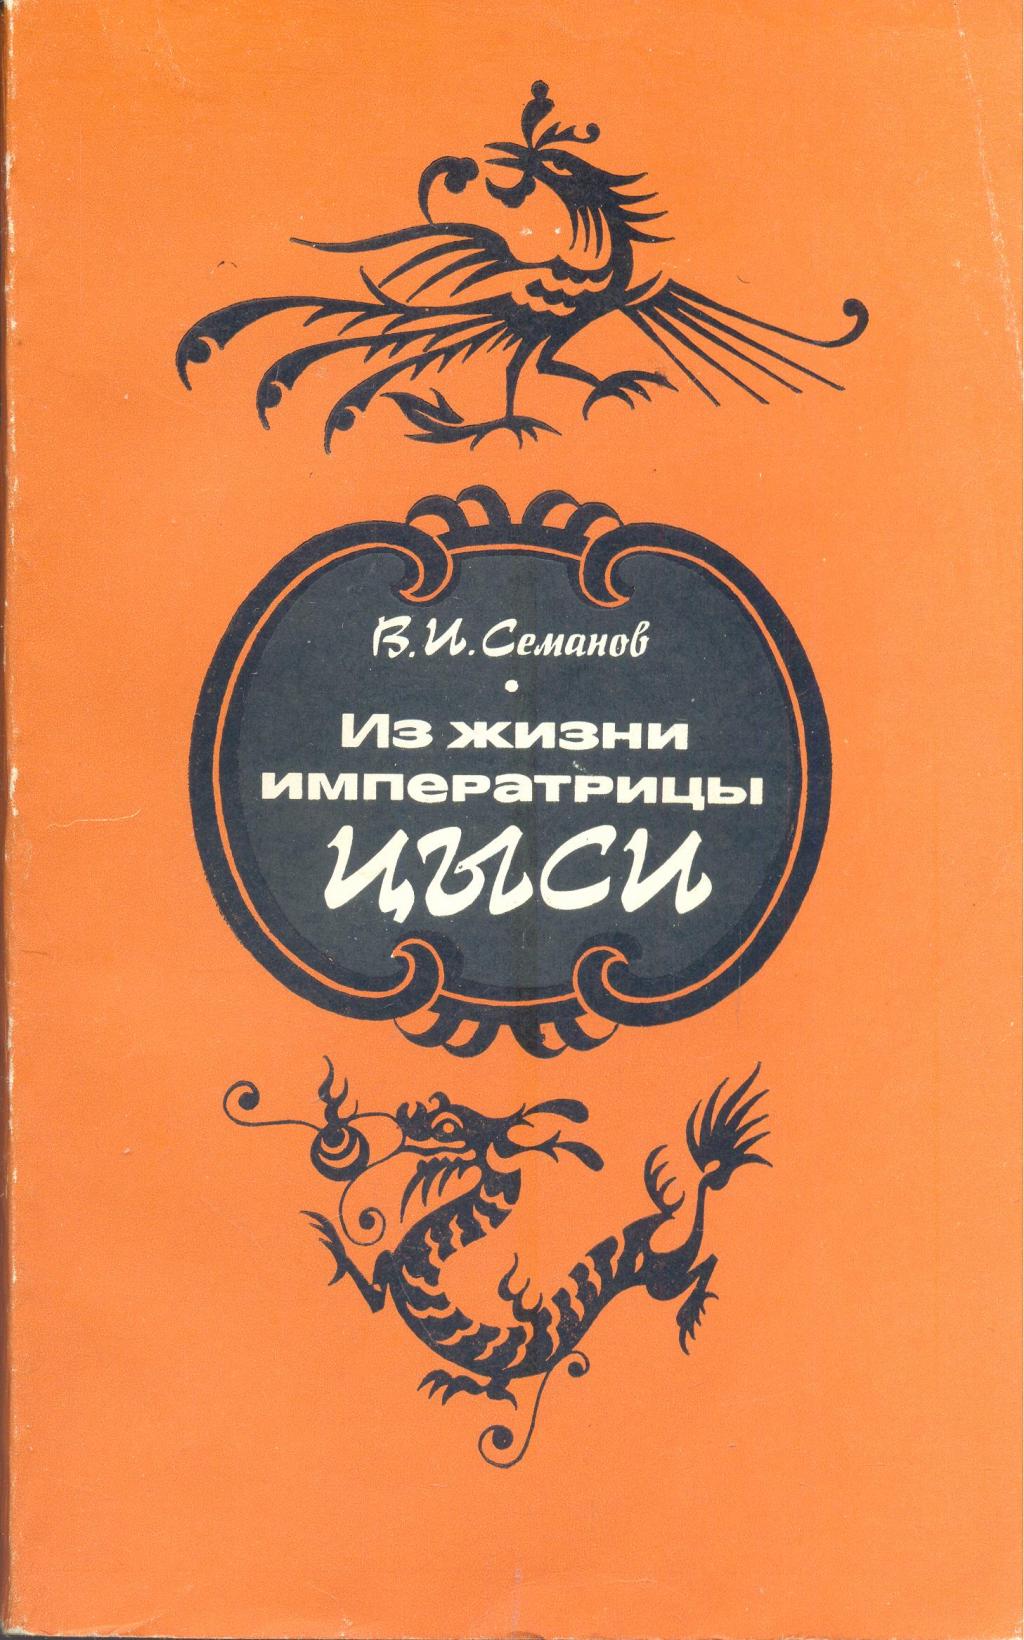 В. И. Семанов
Из жизни
императрицы
Цыси